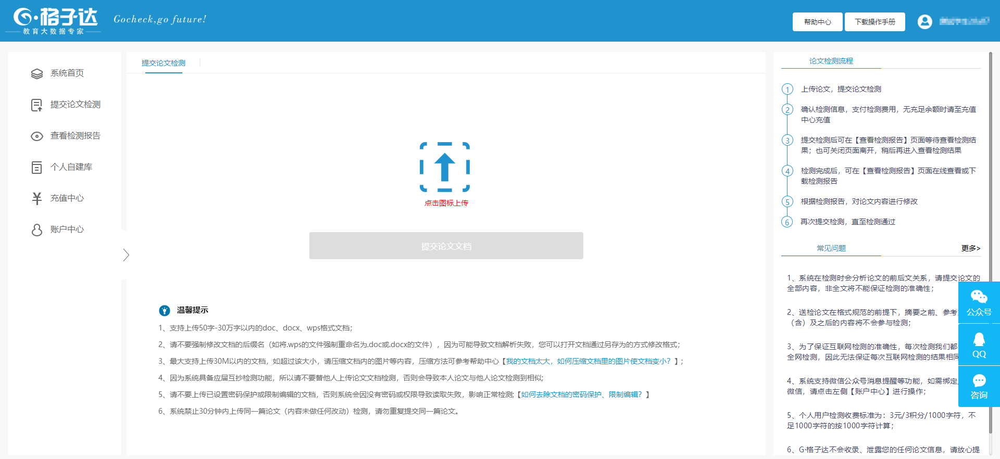 G·格子达
教育大数据专家
Gocheck,go future!
帮助中心
下载操作手册
系统首页
提交论文检测
查看检测报告
个人自建库
充值中心
账户中心
提交论文检测
点击图标上传
提交论文文档
温馨提示
1、支持上传50字-30万字以内的doc、docx、wps格式文档；
2、请不要强制修改文档的后缀名（如将.wps的文件强制重命名为.doc或.docx的文件），因为可能导致文档解析失败，您可以打开文档通过另存为的方式修改格式；
3、最大支持上传30M以内的文档，如超过该大小，请压缩文档内的图片等内容，压缩方法可参考帮助中心【我的文档太大，如何压缩文档里的图片使文档变小？】；
4、因为系统具备应届互抄检测功能，所以请不要替他人上传论文文档检测，否则会导致本人论文与他人论文检测到相似;
5、请不要上传已设置密码保护或限制编辑的文档，否则系统会因没有密码或权限导致读取失败，影响正常检测;【如何去除文档的密码保护、限制编辑？】
6、系统禁止30分钟内上传同一篇论文（内容未做任何改动）检测，请勿重复提交同一篇论文。
论文检测流程
1 上传论文，提交论文检测
2 确认检测信息，支付检测费用，无充足余额时请至充值
中心充值
3 提交检测后可在【查看检测报告】页面等待查看检测结
果；也可关闭页面离开，稍后再进入查看检测结果
4 检测完成后，可在【查看检测报告】页面在线查看或下
载检测报告
5 根据检测报告，对论文内容进行修改
6 再次提交检测，直至检测通过
常见问题
更多>
1、系统在检测时会分析论文的前后文关系，请提交论文的
全部内容，非全文将不能保证检测的准确性；
2、送检论文在格式规范的前提下，摘要之前、参考
（含）及之后的内容将不会参与检测；
3、为了保证互联网检测的准确性，每次检测我们都
全网检测，因此无法保证每次互联网检测的结果相同
4、系统支持微信公众号消息提醒等功能，如需绑定
微信，请点击左侧【账户中心】进行操作；
5、个人用户检测收费标准为：3元/3积分/1000字符，不
足1000字符的按1000字符计算；
6、G·格子达不会收录、泄露您的任何论文信息，请放心提
公众号
QQ
咨询